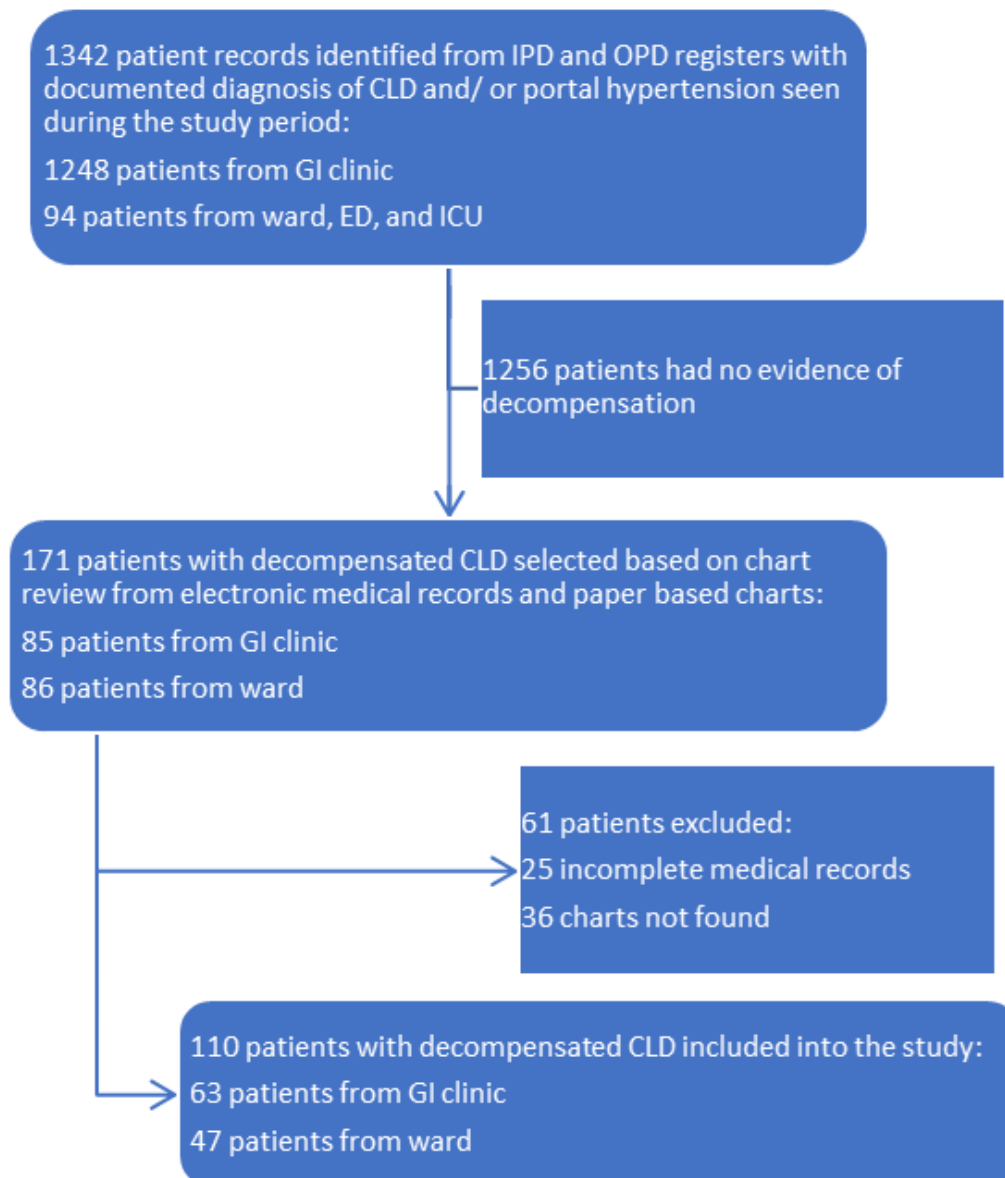 1342 patient records identified from IPD and OPD registers with
documented diagnosis of CLD and/ or portal hypertension seen
during the study period:
1248 patients from GI clinic
94 patients from ward, ED, and ICU
1256 patients had no evidence of
decompensation
171 patients with decompensated CLD selected based on chart
review from electronic medical records and paper based charts:
85 patients from GI clinic
86 patients from ward
61 patients excluded:
25 incomplete medical records
36 charts not found
110 patients with decompensated CLD included into the study:
63 patients from GI clinic
47 patients from ward